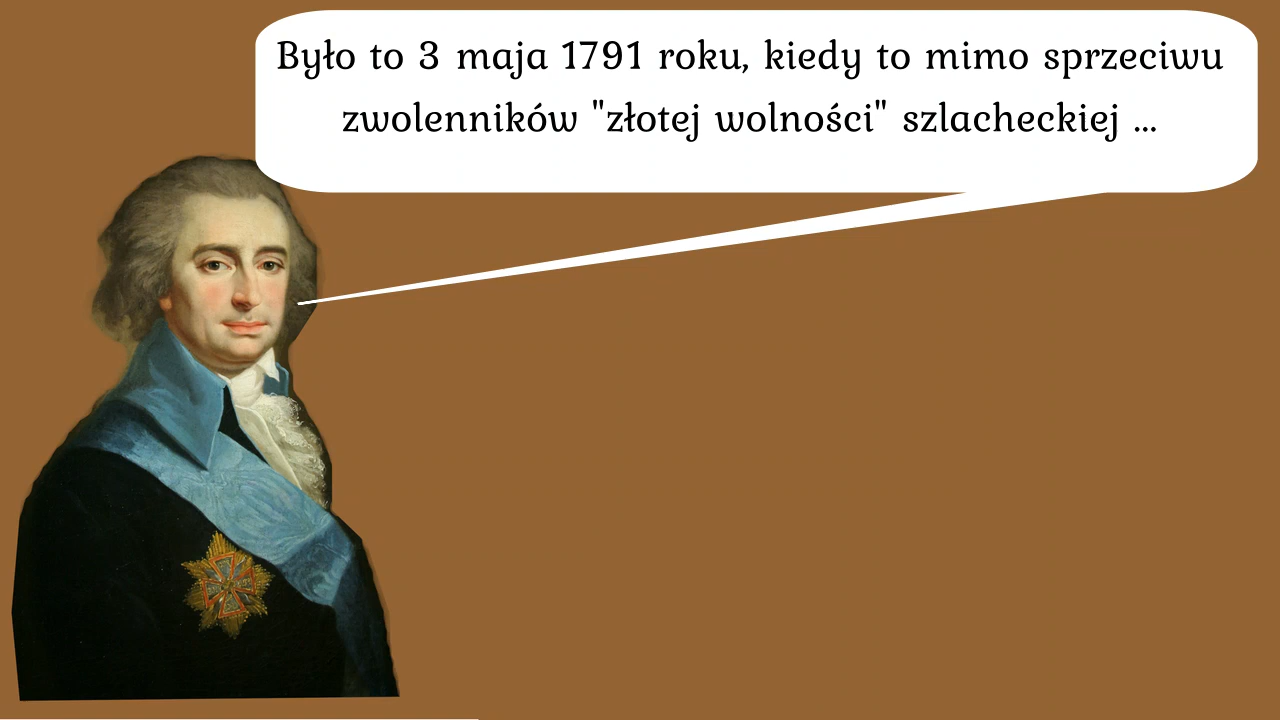 Było to 3 maja 1791 roku, kiedy to mimo sprzeciwu
zwolenników "złotej wolności" szlacheckiej ...